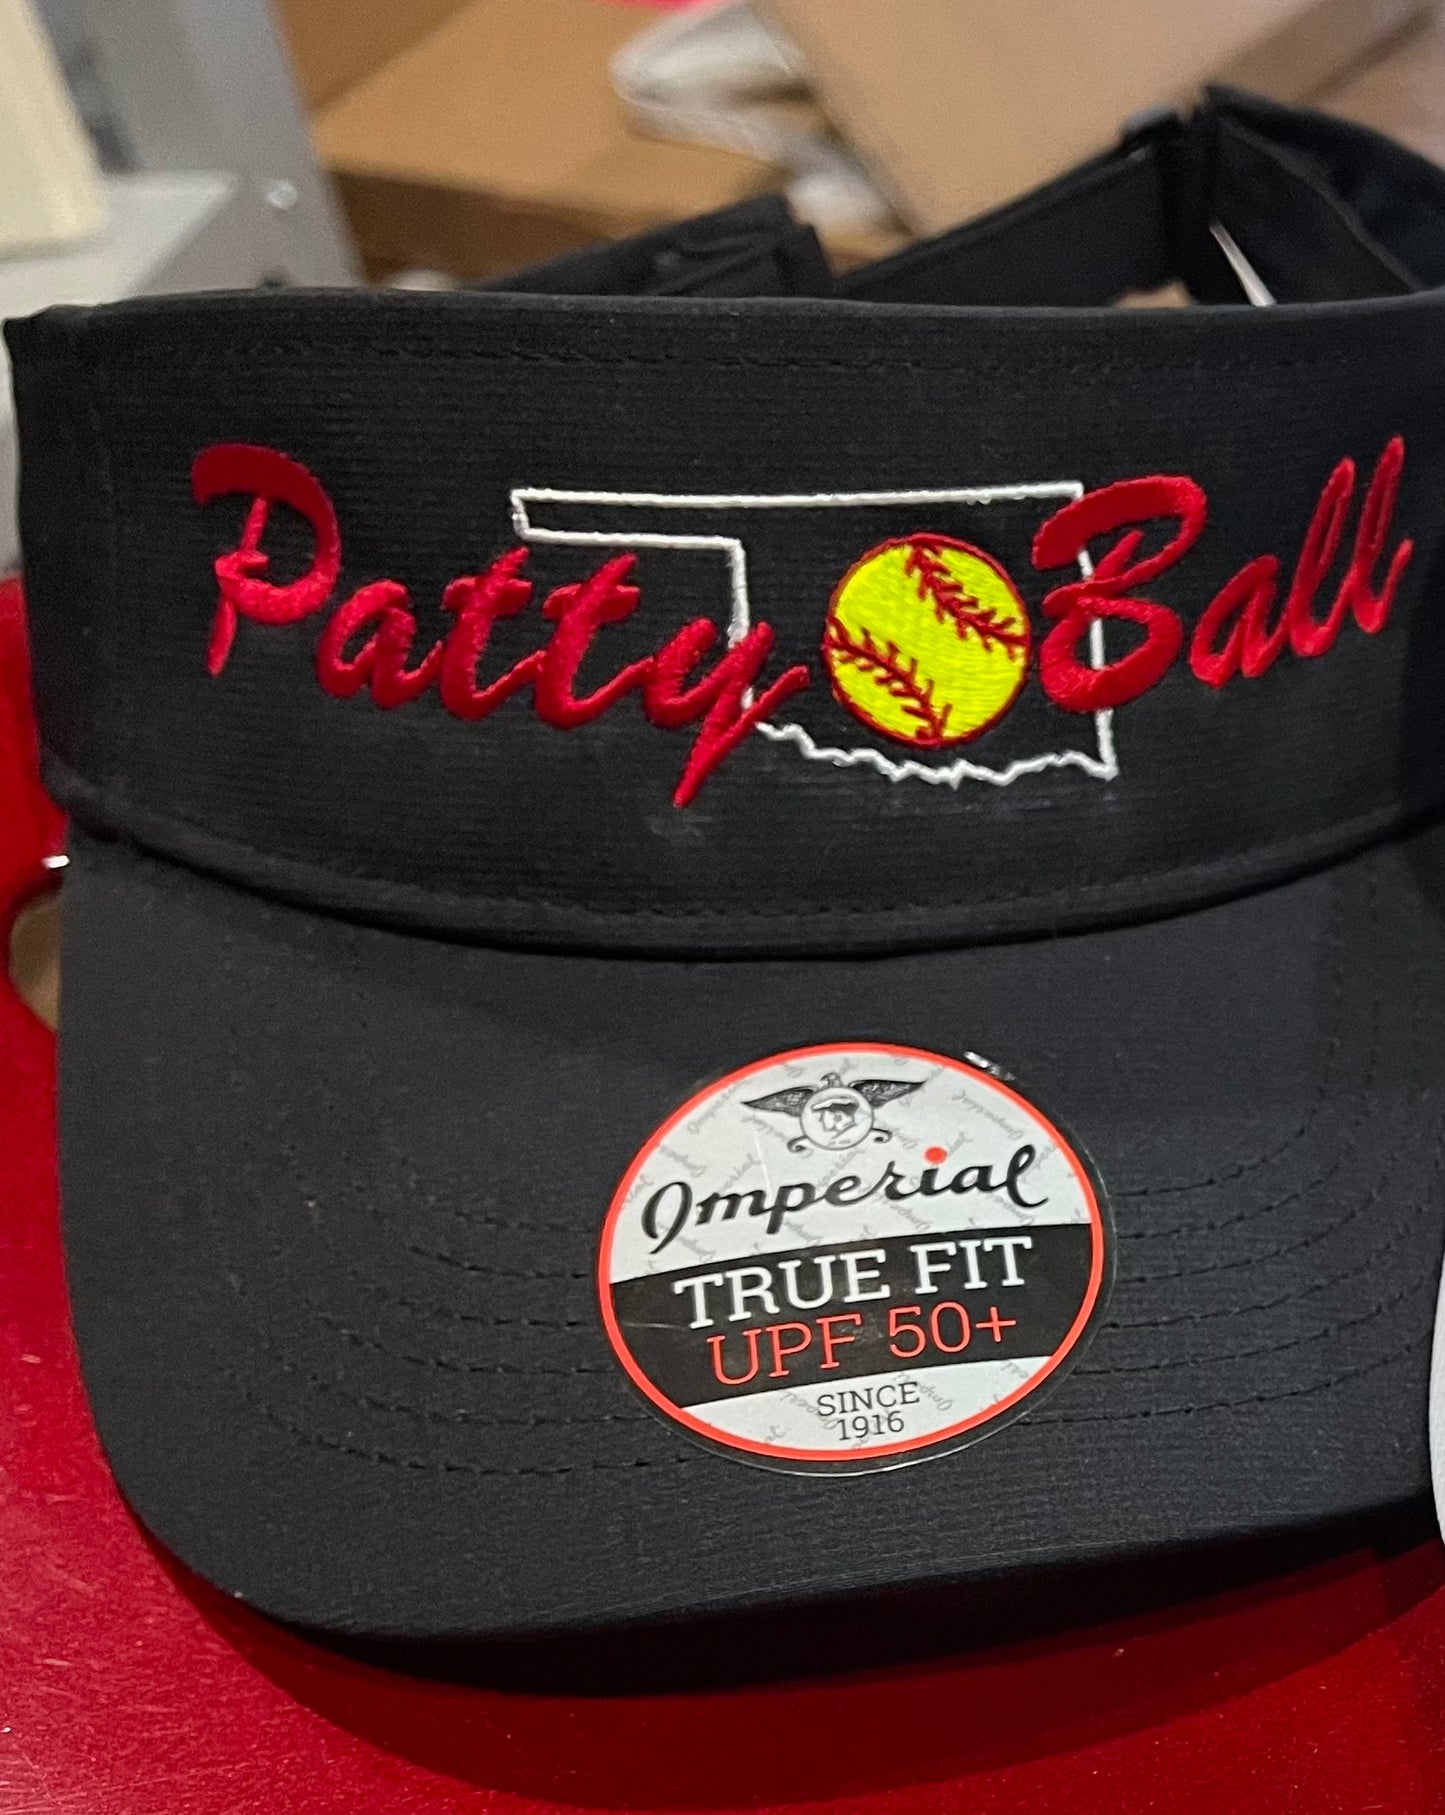 Patty Ball
Imperial
TRUE FIT
UPF 50+
SINCE
1916